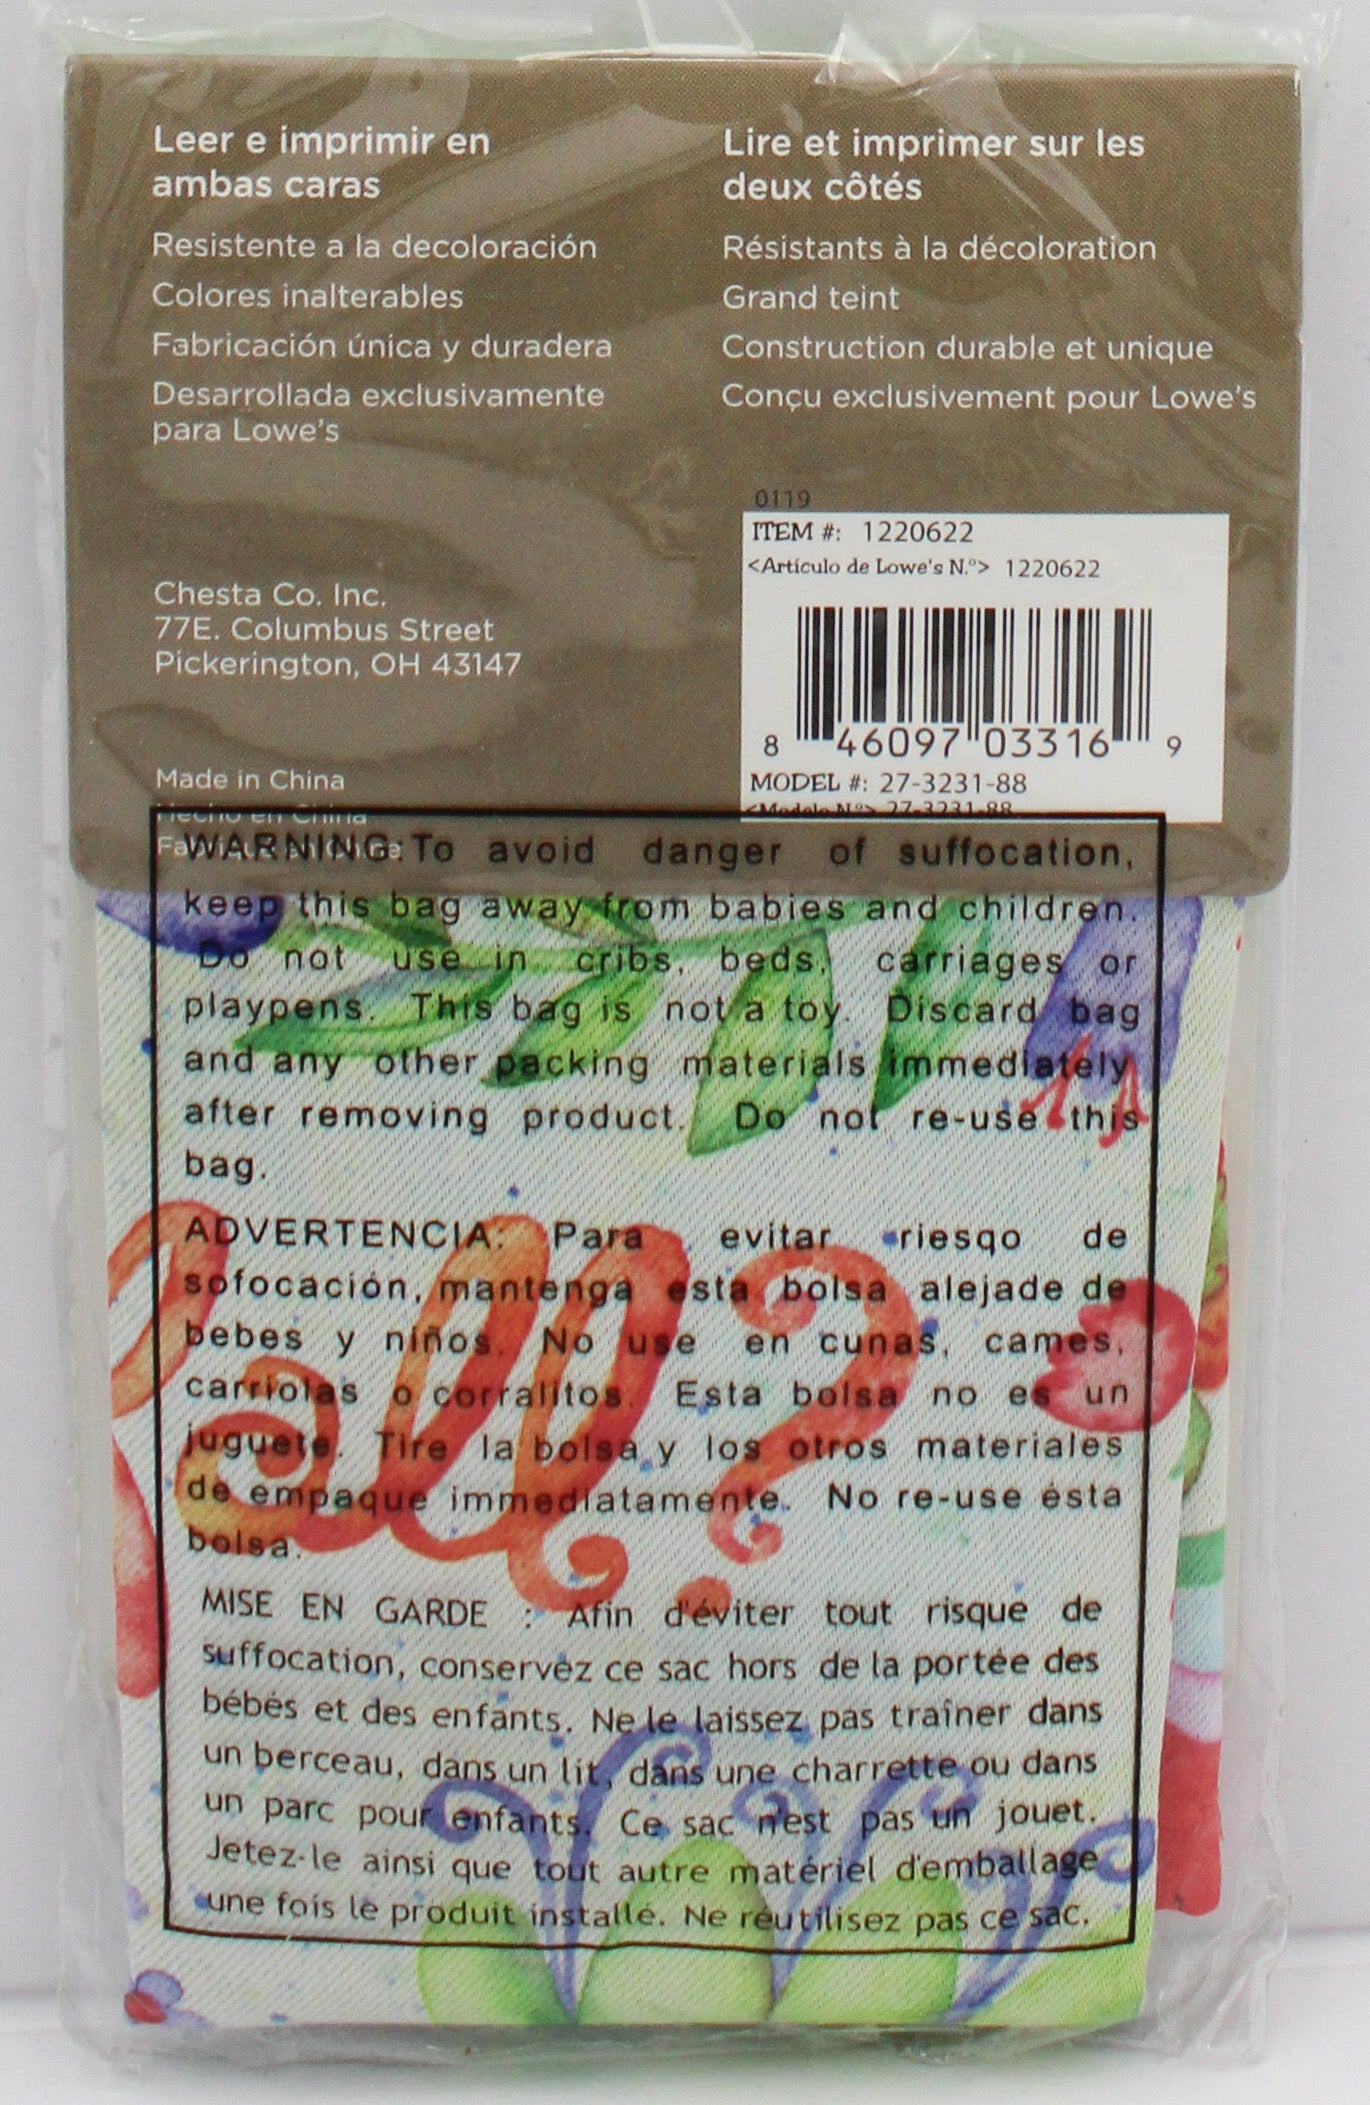 Leer e imprimir en
ambas caras
Resistente a la decoloración
Colores inalterables
Fabricación única y duradera
Desarrollada exclusivamente
para Lowe's
Lire et imprimer sur les
deux côtés
Résistants à la décoloration
Grand teint
Construction durable et unique
Conçu exclusivement pour Lowe's
Chesta Co. Inc.
77E. Columbus Street
Pickerington, OH 43147
Made in China
Hecho en China
0119
ITEM #: 1220622
<Artículo de Lowe's N.º> 1220622
8 46097 03316 9
MODEL #: 27-3231-88
<Modelo N.º> 27-3231-88
WARNING: To avoid danger of suffocation,
keep this bag away from babies and children.
Do not use in cribs, beds, carriages or
playpens. This bag is not a toy. Discard bag
and any other packing materials immediately
after removing product. Do not re-use this
bag.
ADVERTENCIA: Para evitar riesqo de
sofocación, mantenga esta bolsa alejade de
bebes y niños. No use en cunas, cames,
carriolas o corralitos. Esta bolsa no es un
juguete. Tire la bolsa y los otros materiales
de empaque immediatamente. No re-use ésta
bolsa.
MISE EN GARDE : Afin d'éviter tout risque de
suffocation, conservez ce sac hors de la portée des
bébés et des enfants. Ne le laissez pas traîner dans
un berceau, dans un lit, dans une charrette ou dans
un parc pour enfants. Ce sac n'est pas un jouet.
Jetez-le ainsi que tout autre matériel d'emballage
une fois le produit installé. Ne réutilisez pas ce sac.